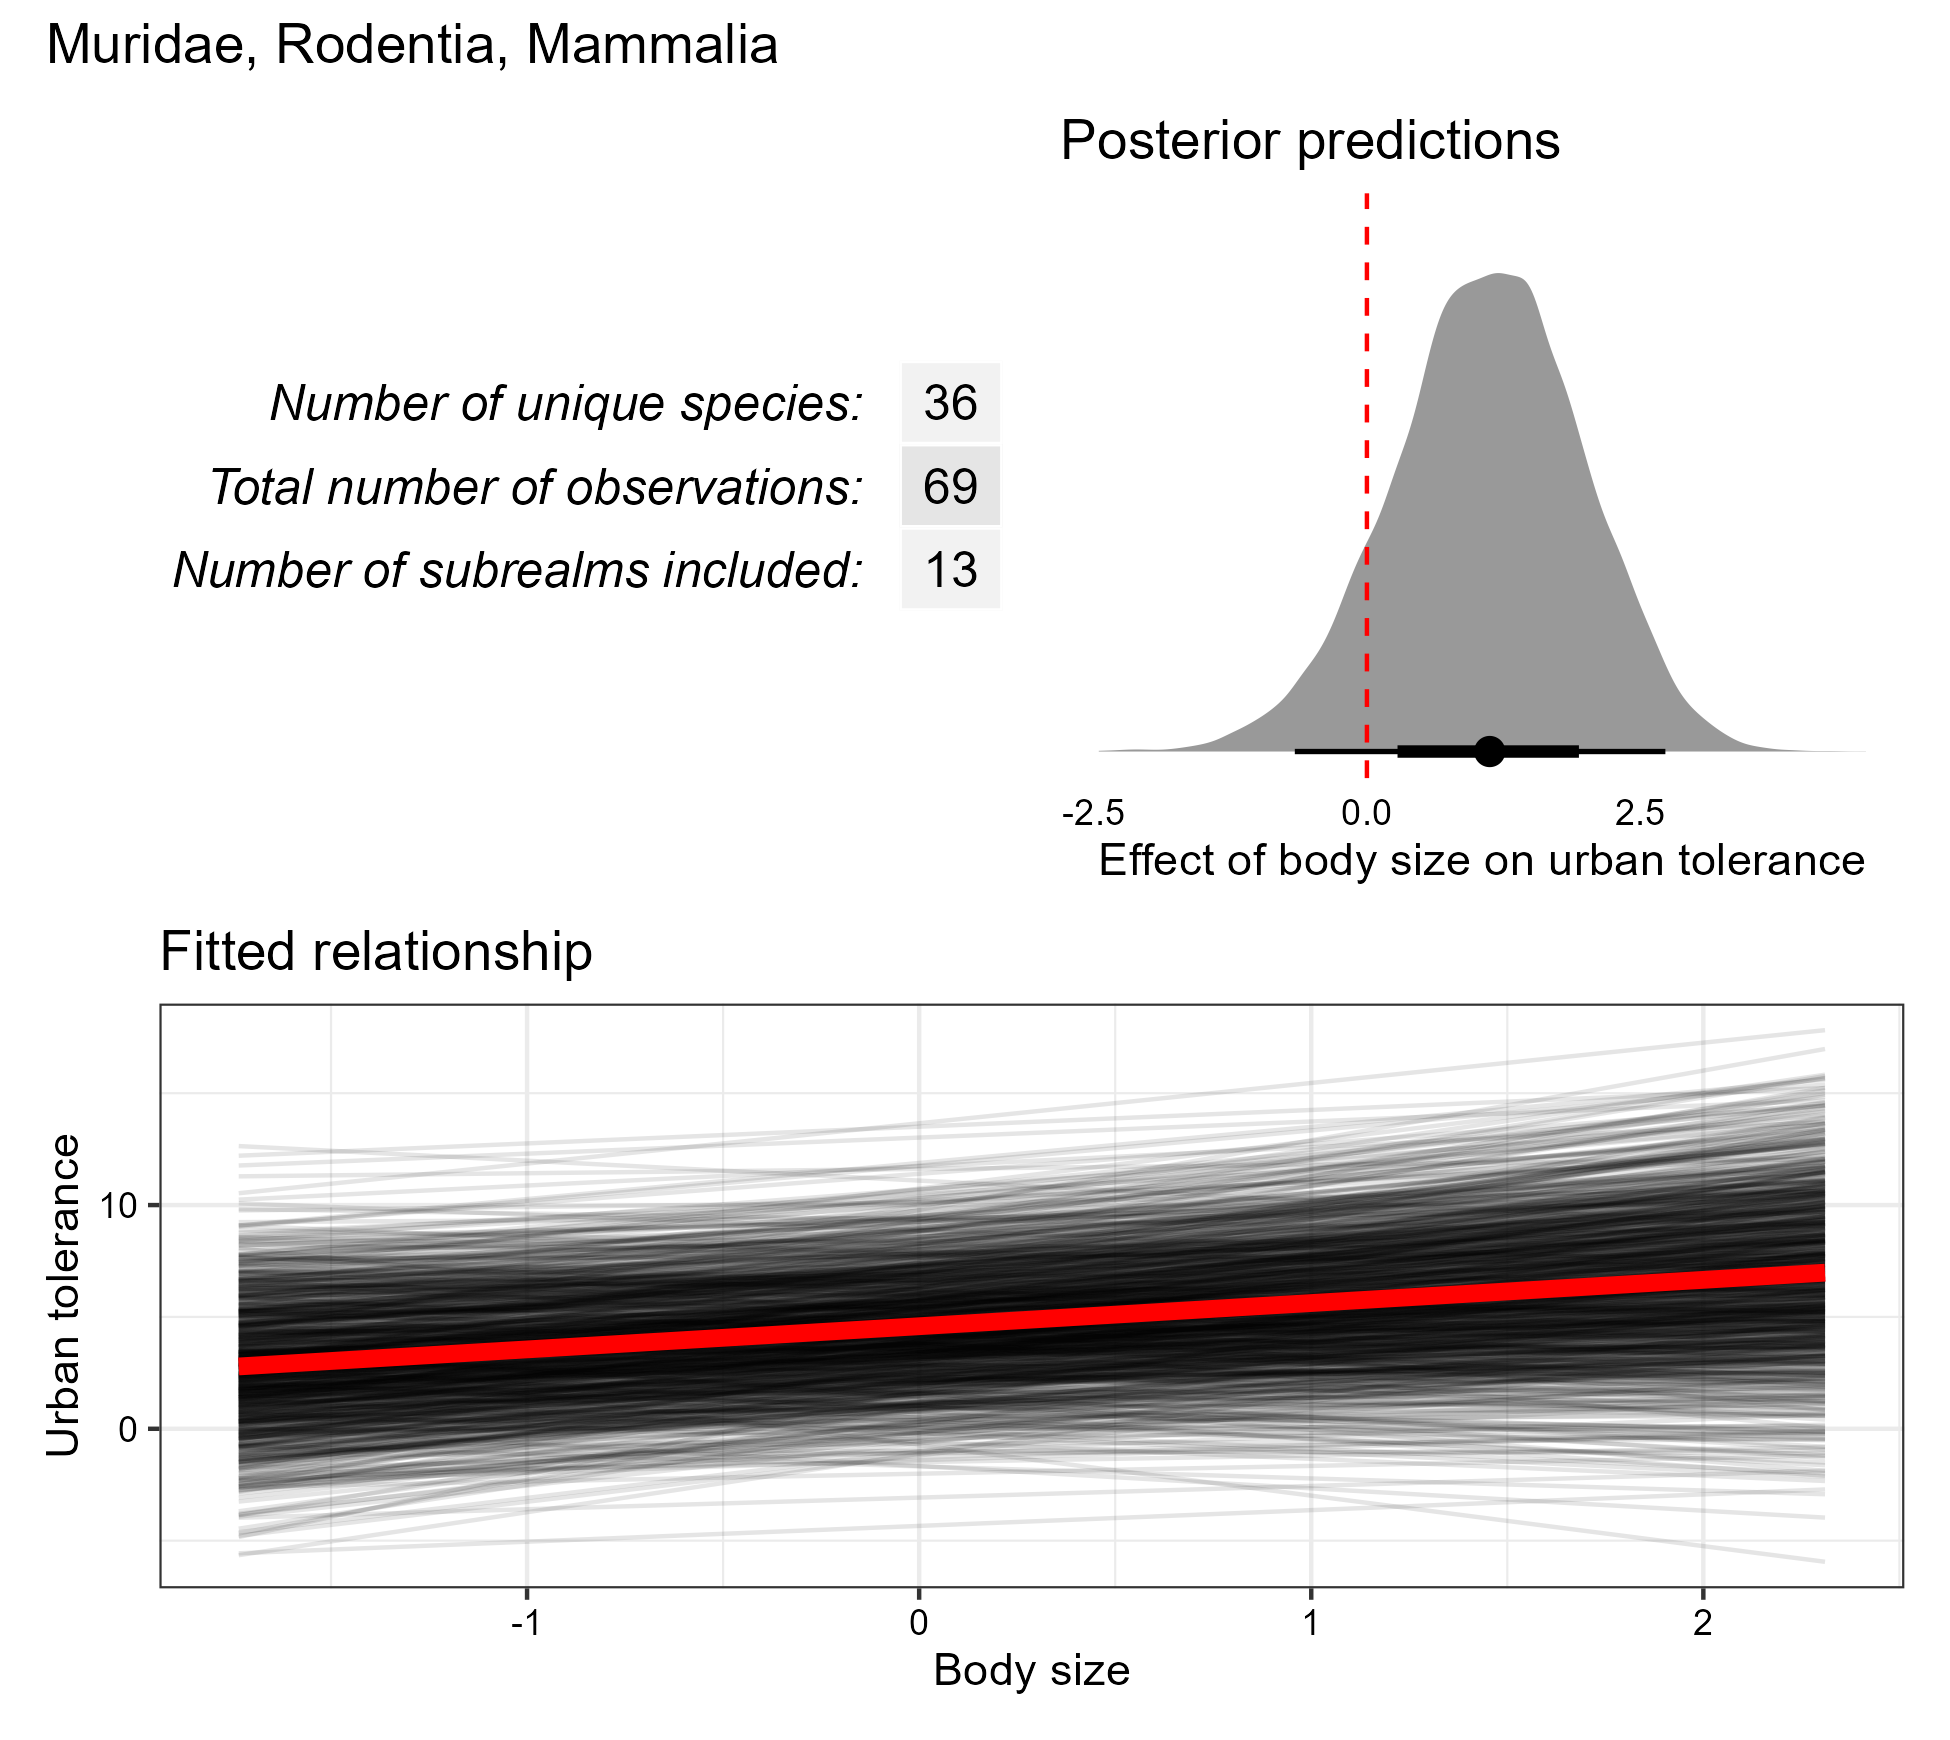 Muridae, Rodentia, Mammalia
Posterior predictions
Number of unique species: 36
Total number of observations: 69
Number of subrealms included: 13
-2.5 0.0 2.5
Effect of body size on urban tolerance
Fitted relationship
Urban tolerance
10
0
-1 0 1 2
Body size